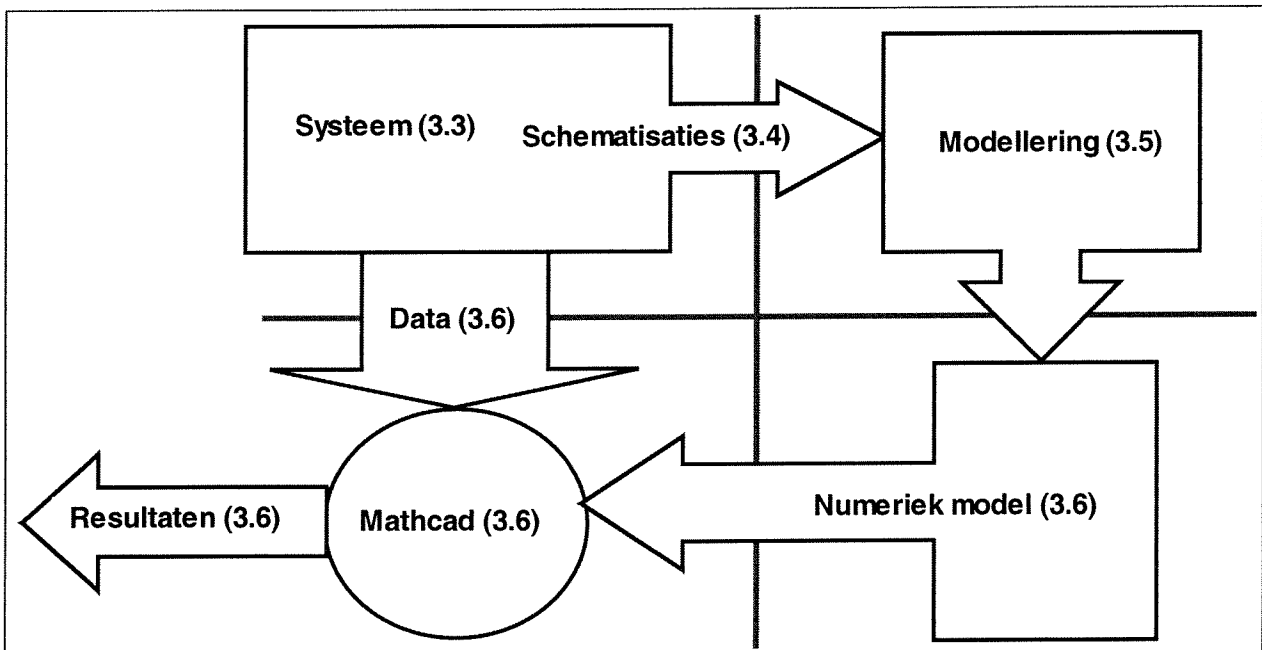 Systeem (3.3)
Schematisaties (3.4)
Modellering (3.5)
Data (3.6)
Resultaten (3.6)
Mathcad (3.6)
Numeriek model (3.6)